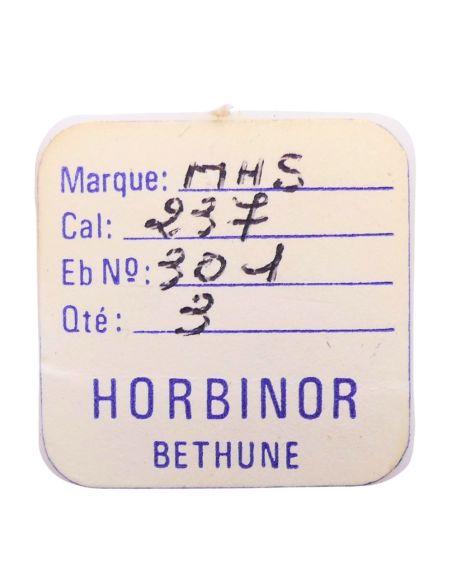 Marque: MHS
Cal: 237
Eb Nº: 301
Qté: 3
HORBINOR
BETHUNE